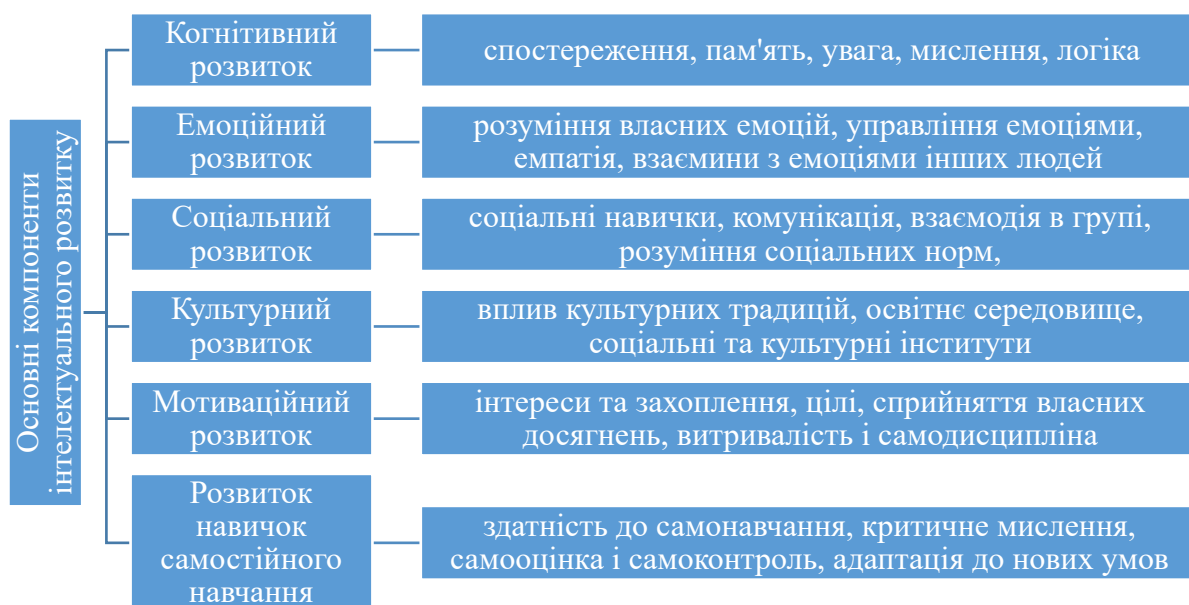 Основні компоненти
інтелектуального розвитку
Когнітивний
розвиток
спостереження, пам'ять, увага, мислення, логіка
Емоційний
розвиток
розуміння власних емоцій, управління емоціями,
емпатія, взаємини з емоціями інших людей
Соціальний
розвиток
соціальні навички, комунікація, взаємодія в групі,
розуміння соціальних норм,
Культурний
розвиток
вплив культурних традицій, освітнє середовище,
соціальні та культурні інститути
Мотиваційний
розвиток
інтереси та захоплення, цілі, сприйняття власних
досягнень, витривалість і самодисципліна
Розвиток
навичок
самостійного
навчання
здатність до самонавчання, критичне мислення,
самооцінка і самоконтроль, адаптація до нових умов